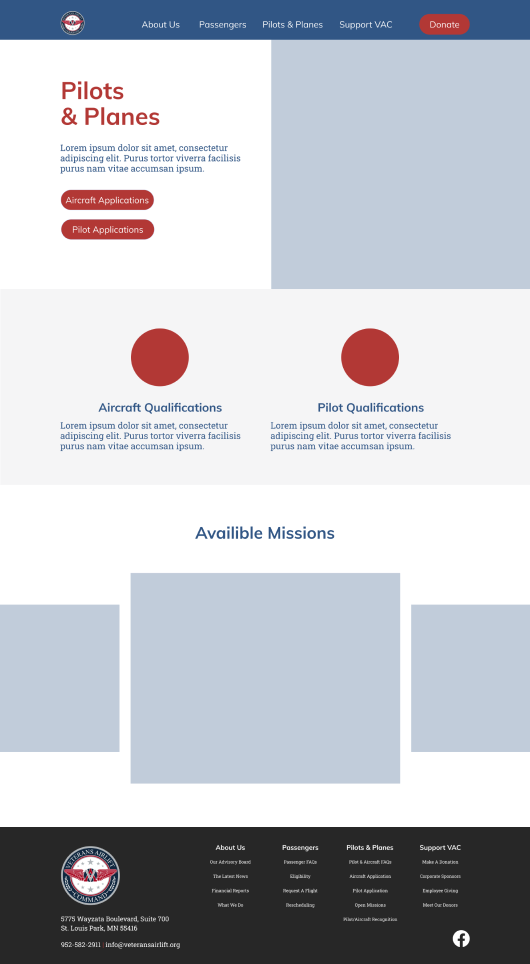 About Us
Passengers
Pilots & Planes
Support VAC
Donate
Pilots
& Planes
Lorem ipsum dolor sit amet, consectetur
adipiscing elit. Purus tortor viverra facilisis
purus nam vitae accumsan ipsum.
Aircraft Applications
Pilot Applications
Aircraft Qualifications
Lorem ipsum dolor sit amet, consectetur
adipiscing elit. Purus tortor viverra facilisis
purus nam vitae accumsan ipsum.
Pilot Qualifications
Lorem ipsum dolor sit amet, consectetur
adipiscing elit. Purus tortor viverra facilisis
purus nam vitae accumsan ipsum.
Availible Missions
VETERANS AIRLIFT
COMMAND
5775 Wayzata Boulevard, Suite 700
St. Louis Park, MN 55416
952-582-2911 | info@veteransairlift.org
About Us
Our Advisory Board
The Latest News
Financial Reports
What We Do
Passengers
Passenger FAQs
Eligibility
Request A Flight
Rescheduling
Pilots & Planes
Pilot & Aircraft FAQs
Aircraft Application
Pilot Application
Open Missions
Pilot/Aircraft Recognition
Support VAC
Make A Donation
Corporate Sponsors
Employee Giving
Meet Our Donors